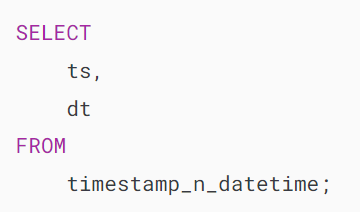 SELECT
    ts,
    dt
FROM
    timestamp_n_datetime;